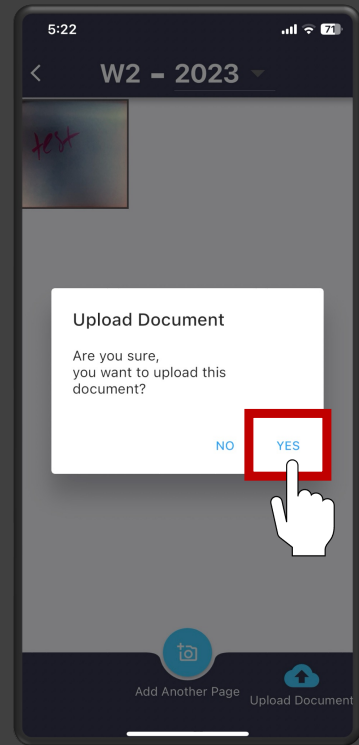 5:22
71
W2 – 2023
test
Upload Document
Are you sure,
you want to upload this
document?
NO YES
Add Another Page
Upload Document